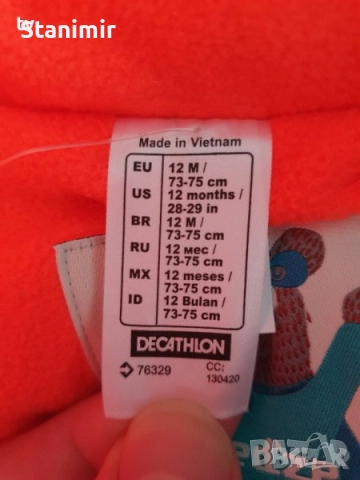 by
Stanimir
Made in Vietnam
EU 12 M /
73-75 cm
US 12 months /
28-29 in
BR 12 M /
73-75 cm
RU 12 мес /
73-75 cm
MX 12 meses /
73-75 cm
ID 12 Bulan /
73-75 cm
DECATHLON
76329 CC:
130420
BAZAR